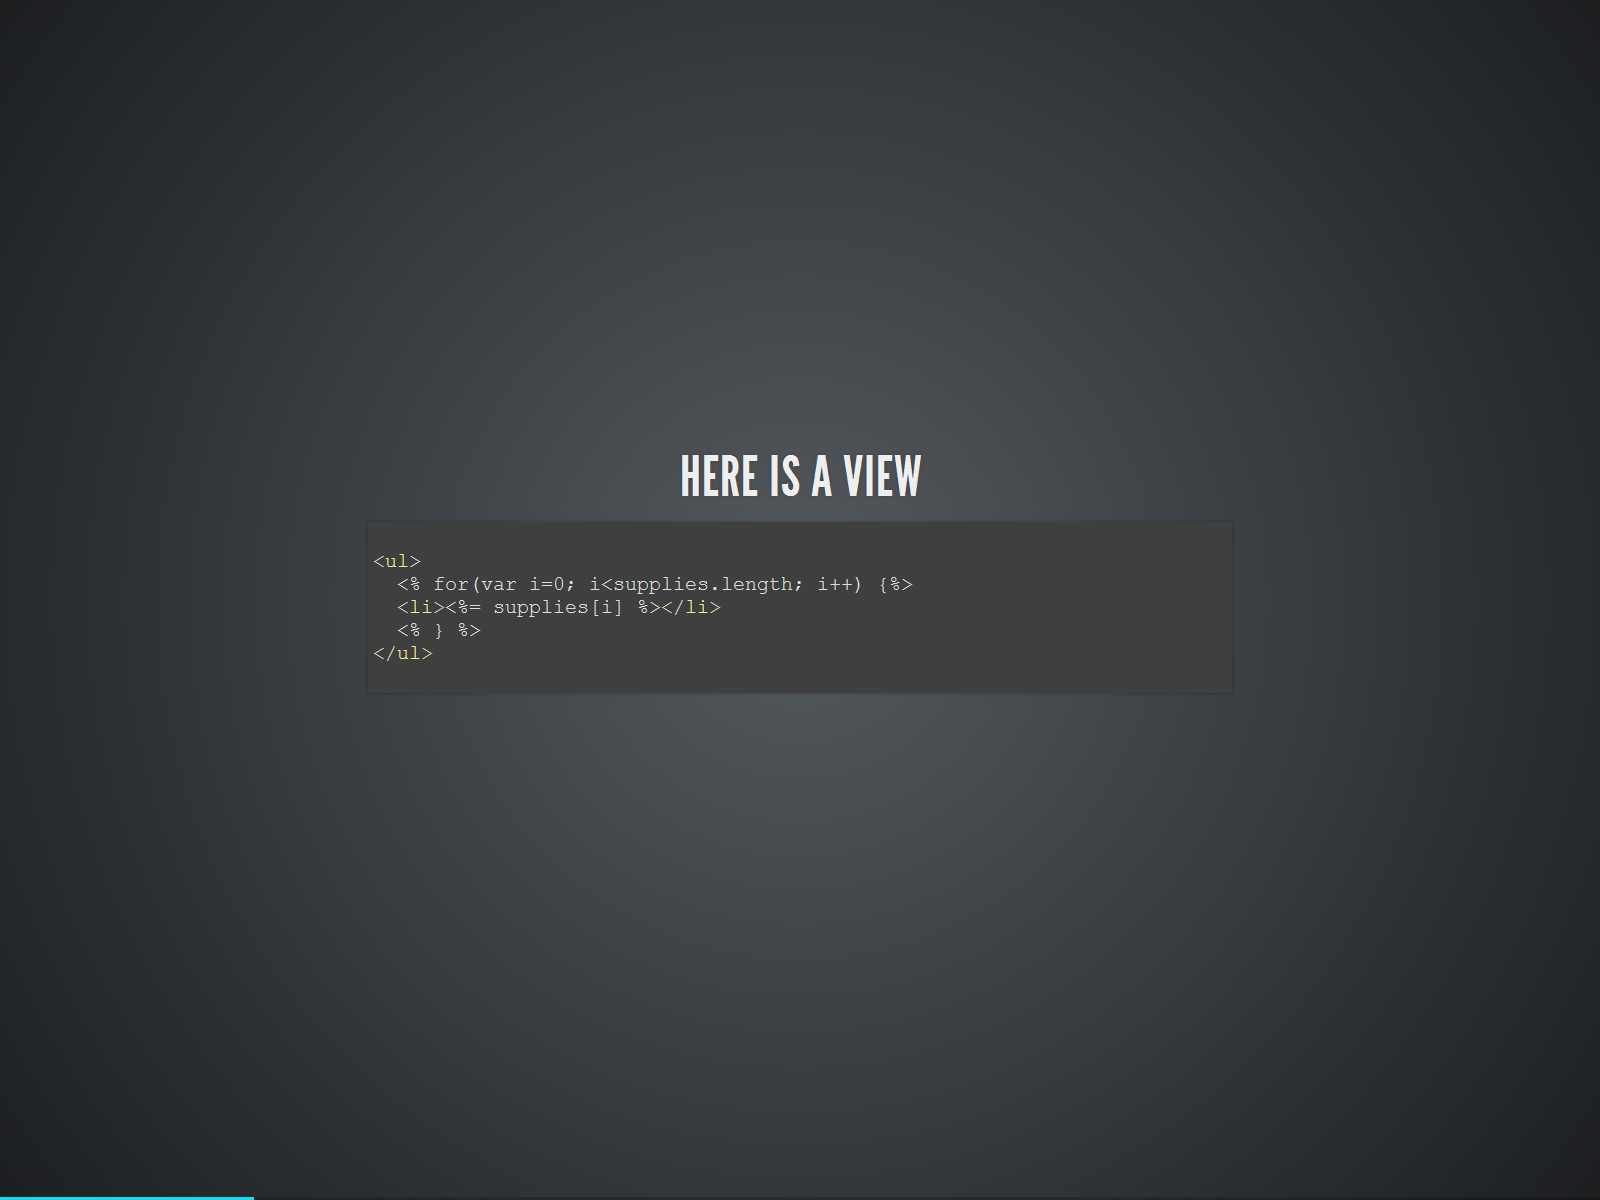 HERE IS A VIEW
<ul>
  <% for(var i=0; i<supplies.length; i++) {%>
  <li><%= supplies[i] %></li>
  <% } %>
</ul>